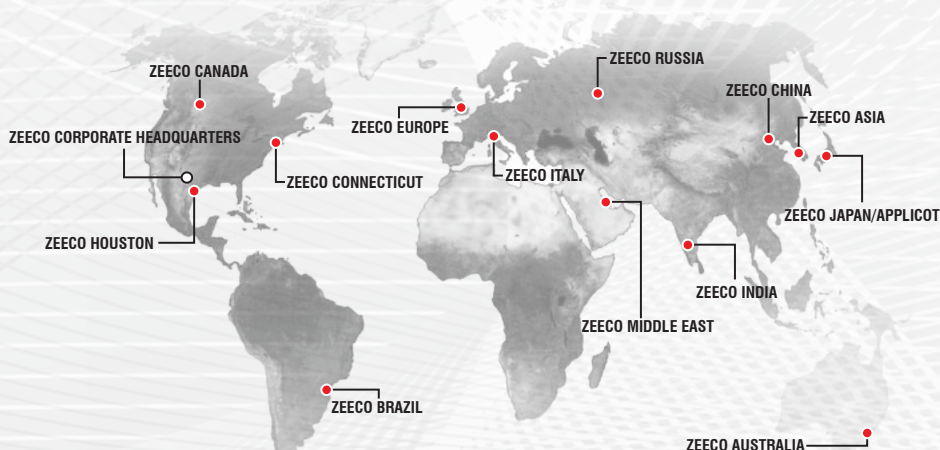 ZEECO RUSSIA
ZEECO CANADA
ZEECO CHINA
ZEECO ASIA
ZEECO EUROPE
ZEECO CORPORATE HEADQUARTERS
ZEECO ITALY
ZEECO CONNECTICUT
ZEECO JAPAN/APPLICOT
ZEECO HOUSTON
ZEECO INDIA
ZEECO MIDDLE EAST
ZEECO BRAZIL
ZEECO AUSTRALIA